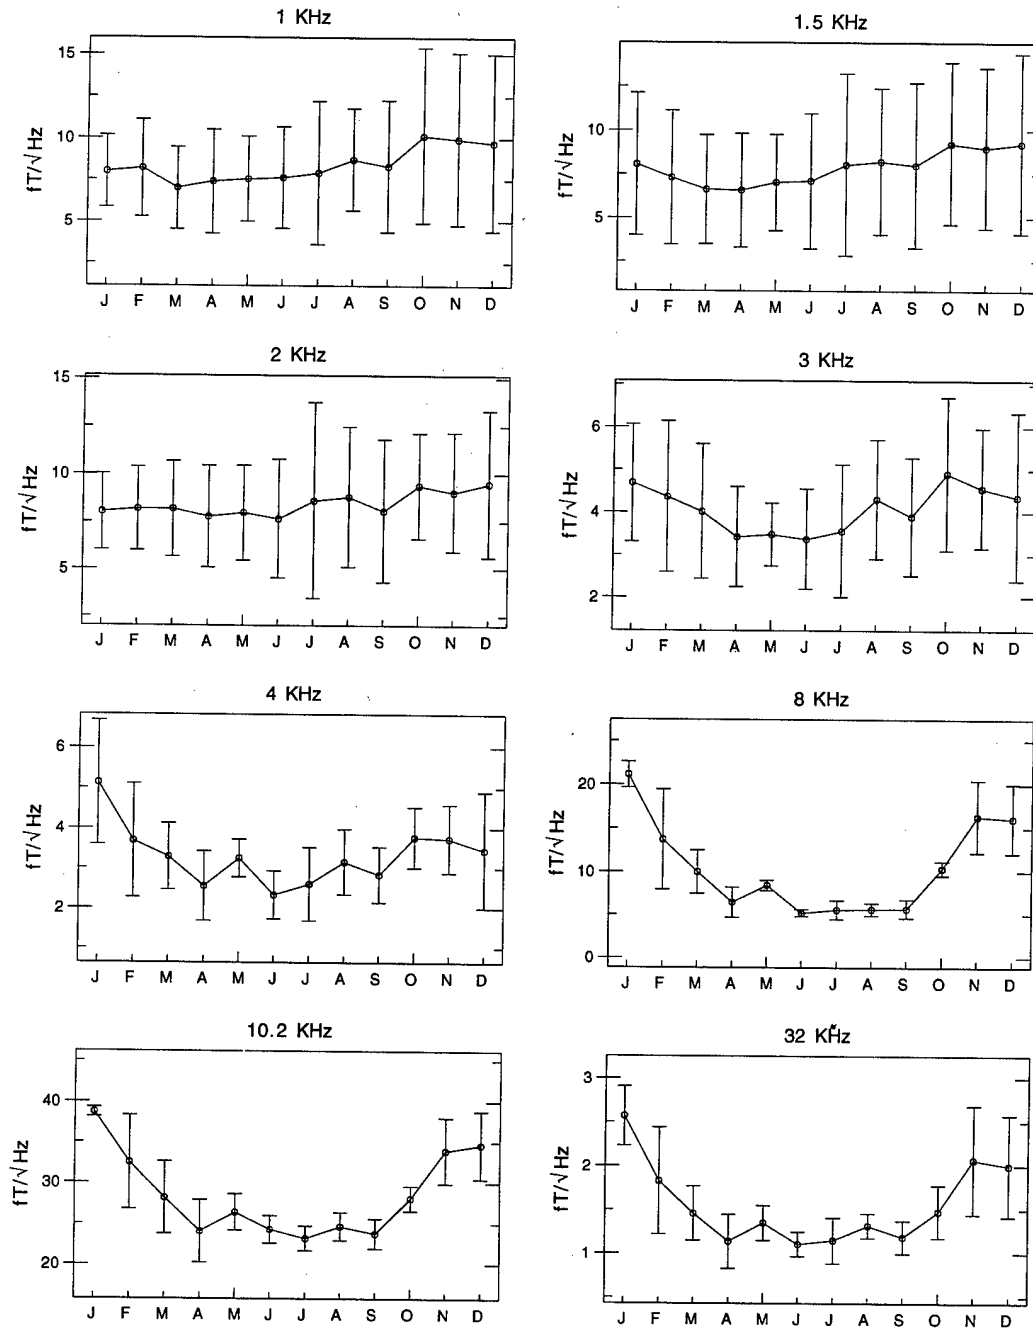 1 KHz
15
10
5
fT/√Hz
J F M A M J J A S O N D
1.5 KHz
10
5
fT/√Hz
J F M A M J J A S O N D
2 KHz
15
10
5
fT/√Hz
J F M A M J J A S O N D
3 KHz
6
4
2
fT/√Hz
J F M A M J J A S O N D
4 KHz
6
4
2
fT/√Hz
J F M A M J J A S O N D
8 KHz
20
10
0
fT/√Hz
J F M A M J J A S O N D
10.2 KHz
40
30
20
fT/√Hz
J F M A M J J A S O N D
32 KHz
3
2
1
fT/√Hz
J F M A M J J A S O N D